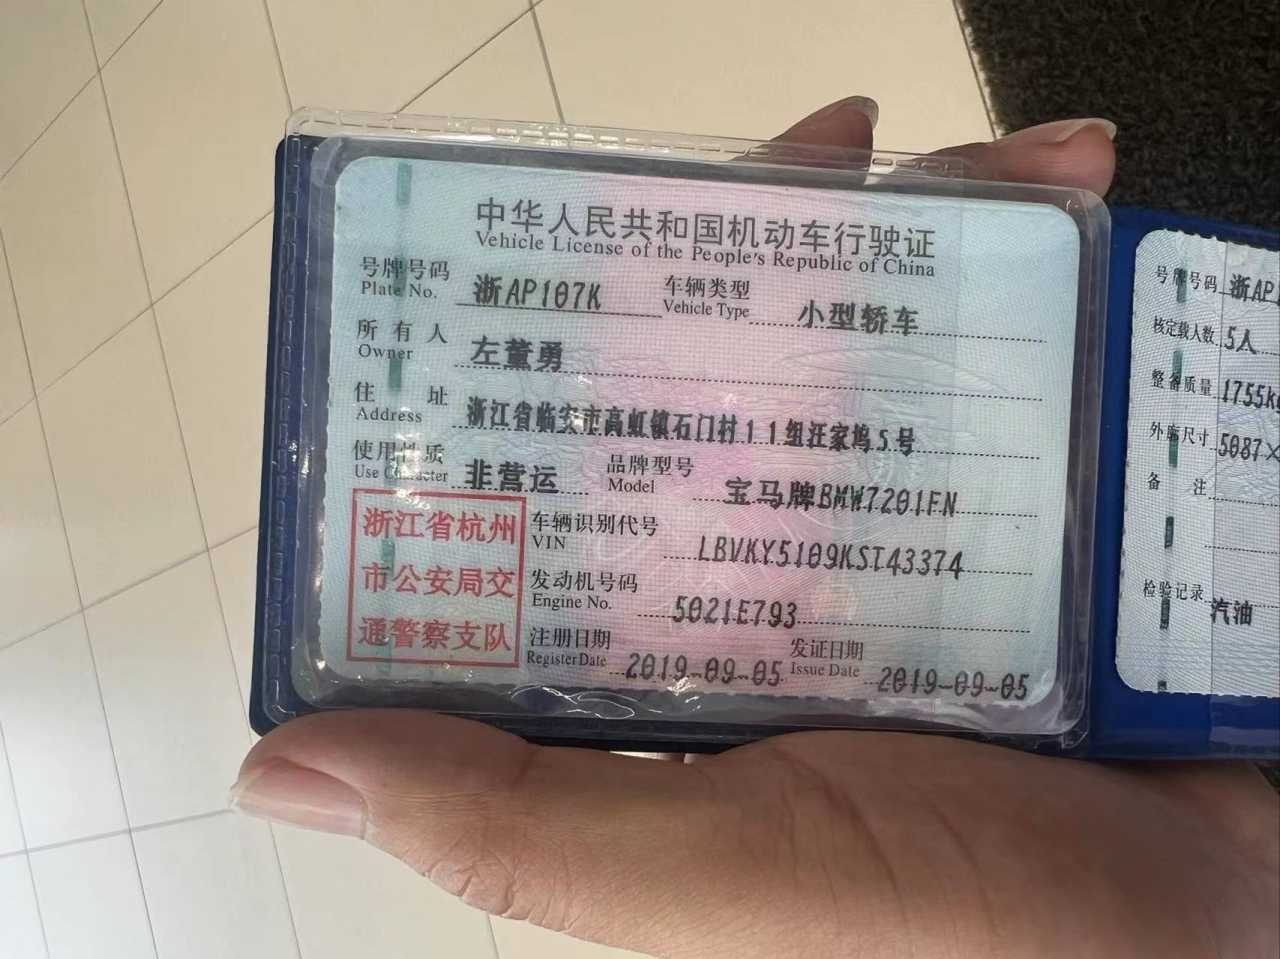 中华人民共和国机动车行驶证
Vehicle License of the People's Republic of China
号牌号码 浙AP107K 车辆类型 小型轿车
Plate No. Vehicle Type
所有人 左董勇
Owner
住址 浙江省临安市高虹镇石门村11组汪家坞5号
Address
使用性质 非营运 品牌型号 宝马牌BMW7201FN
Use Character Model
浙江省杭州
市公安局交
通警察支队
车辆识别代号 LBVKY5109KST43374
VIN
发动机号码 5021E793
Engine No.
注册日期 2019-09-05 发证日期 2019-09-05
Register Date Issue Date
号牌号码 浙AP
核定载人数 5人
整备质量 1755kg
外廓尺寸 5087×
备注
检验记录 汽油